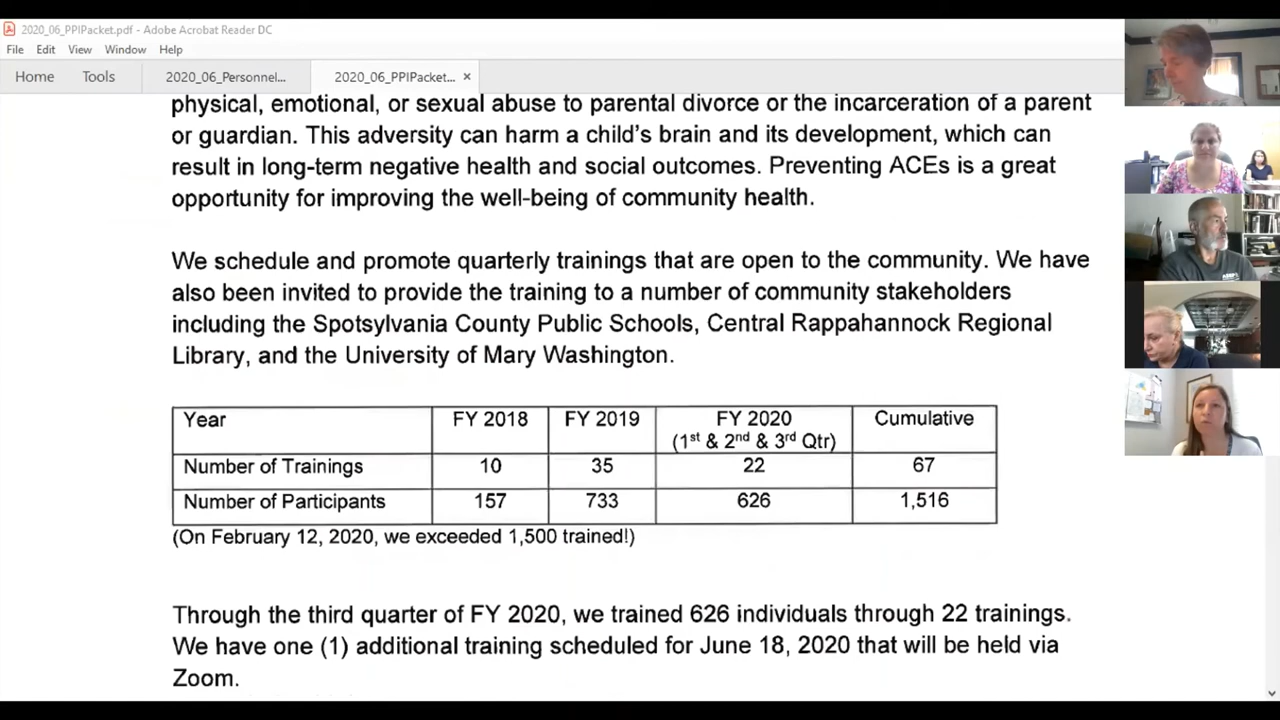 2020_06_PPIPacket.pdf - Adobe Acrobat Reader DC
File Edit View Window Help
Home Tools 2020_06_Personnel... 2020_06_PPIPacket... ×
physical, emotional, or sexual abuse to parental divorce or the incarceration of a parent
or guardian. This adversity can harm a child's brain and its development, which can
result in long-term negative health and social outcomes. Preventing ACEs is a great
opportunity for improving the well-being of community health.
We schedule and promote quarterly trainings that are open to the community. We have
also been invited to provide the training to a number of community stakeholders
including the Spotsylvania County Public Schools, Central Rappahannock Regional
Library, and the University of Mary Washington.
Year FY 2018 FY 2019 FY 2020 Cumulative
(1st & 2nd & 3rd Qtr)
Number of Trainings 10 35 22 67
Number of Participants 157 733 626 1,516
(On February 12, 2020, we exceeded 1,500 trained!)
Through the third quarter of FY 2020, we trained 626 individuals through 22 trainings.
We have one (1) additional training scheduled for June 18, 2020 that will be held via
Zoom.